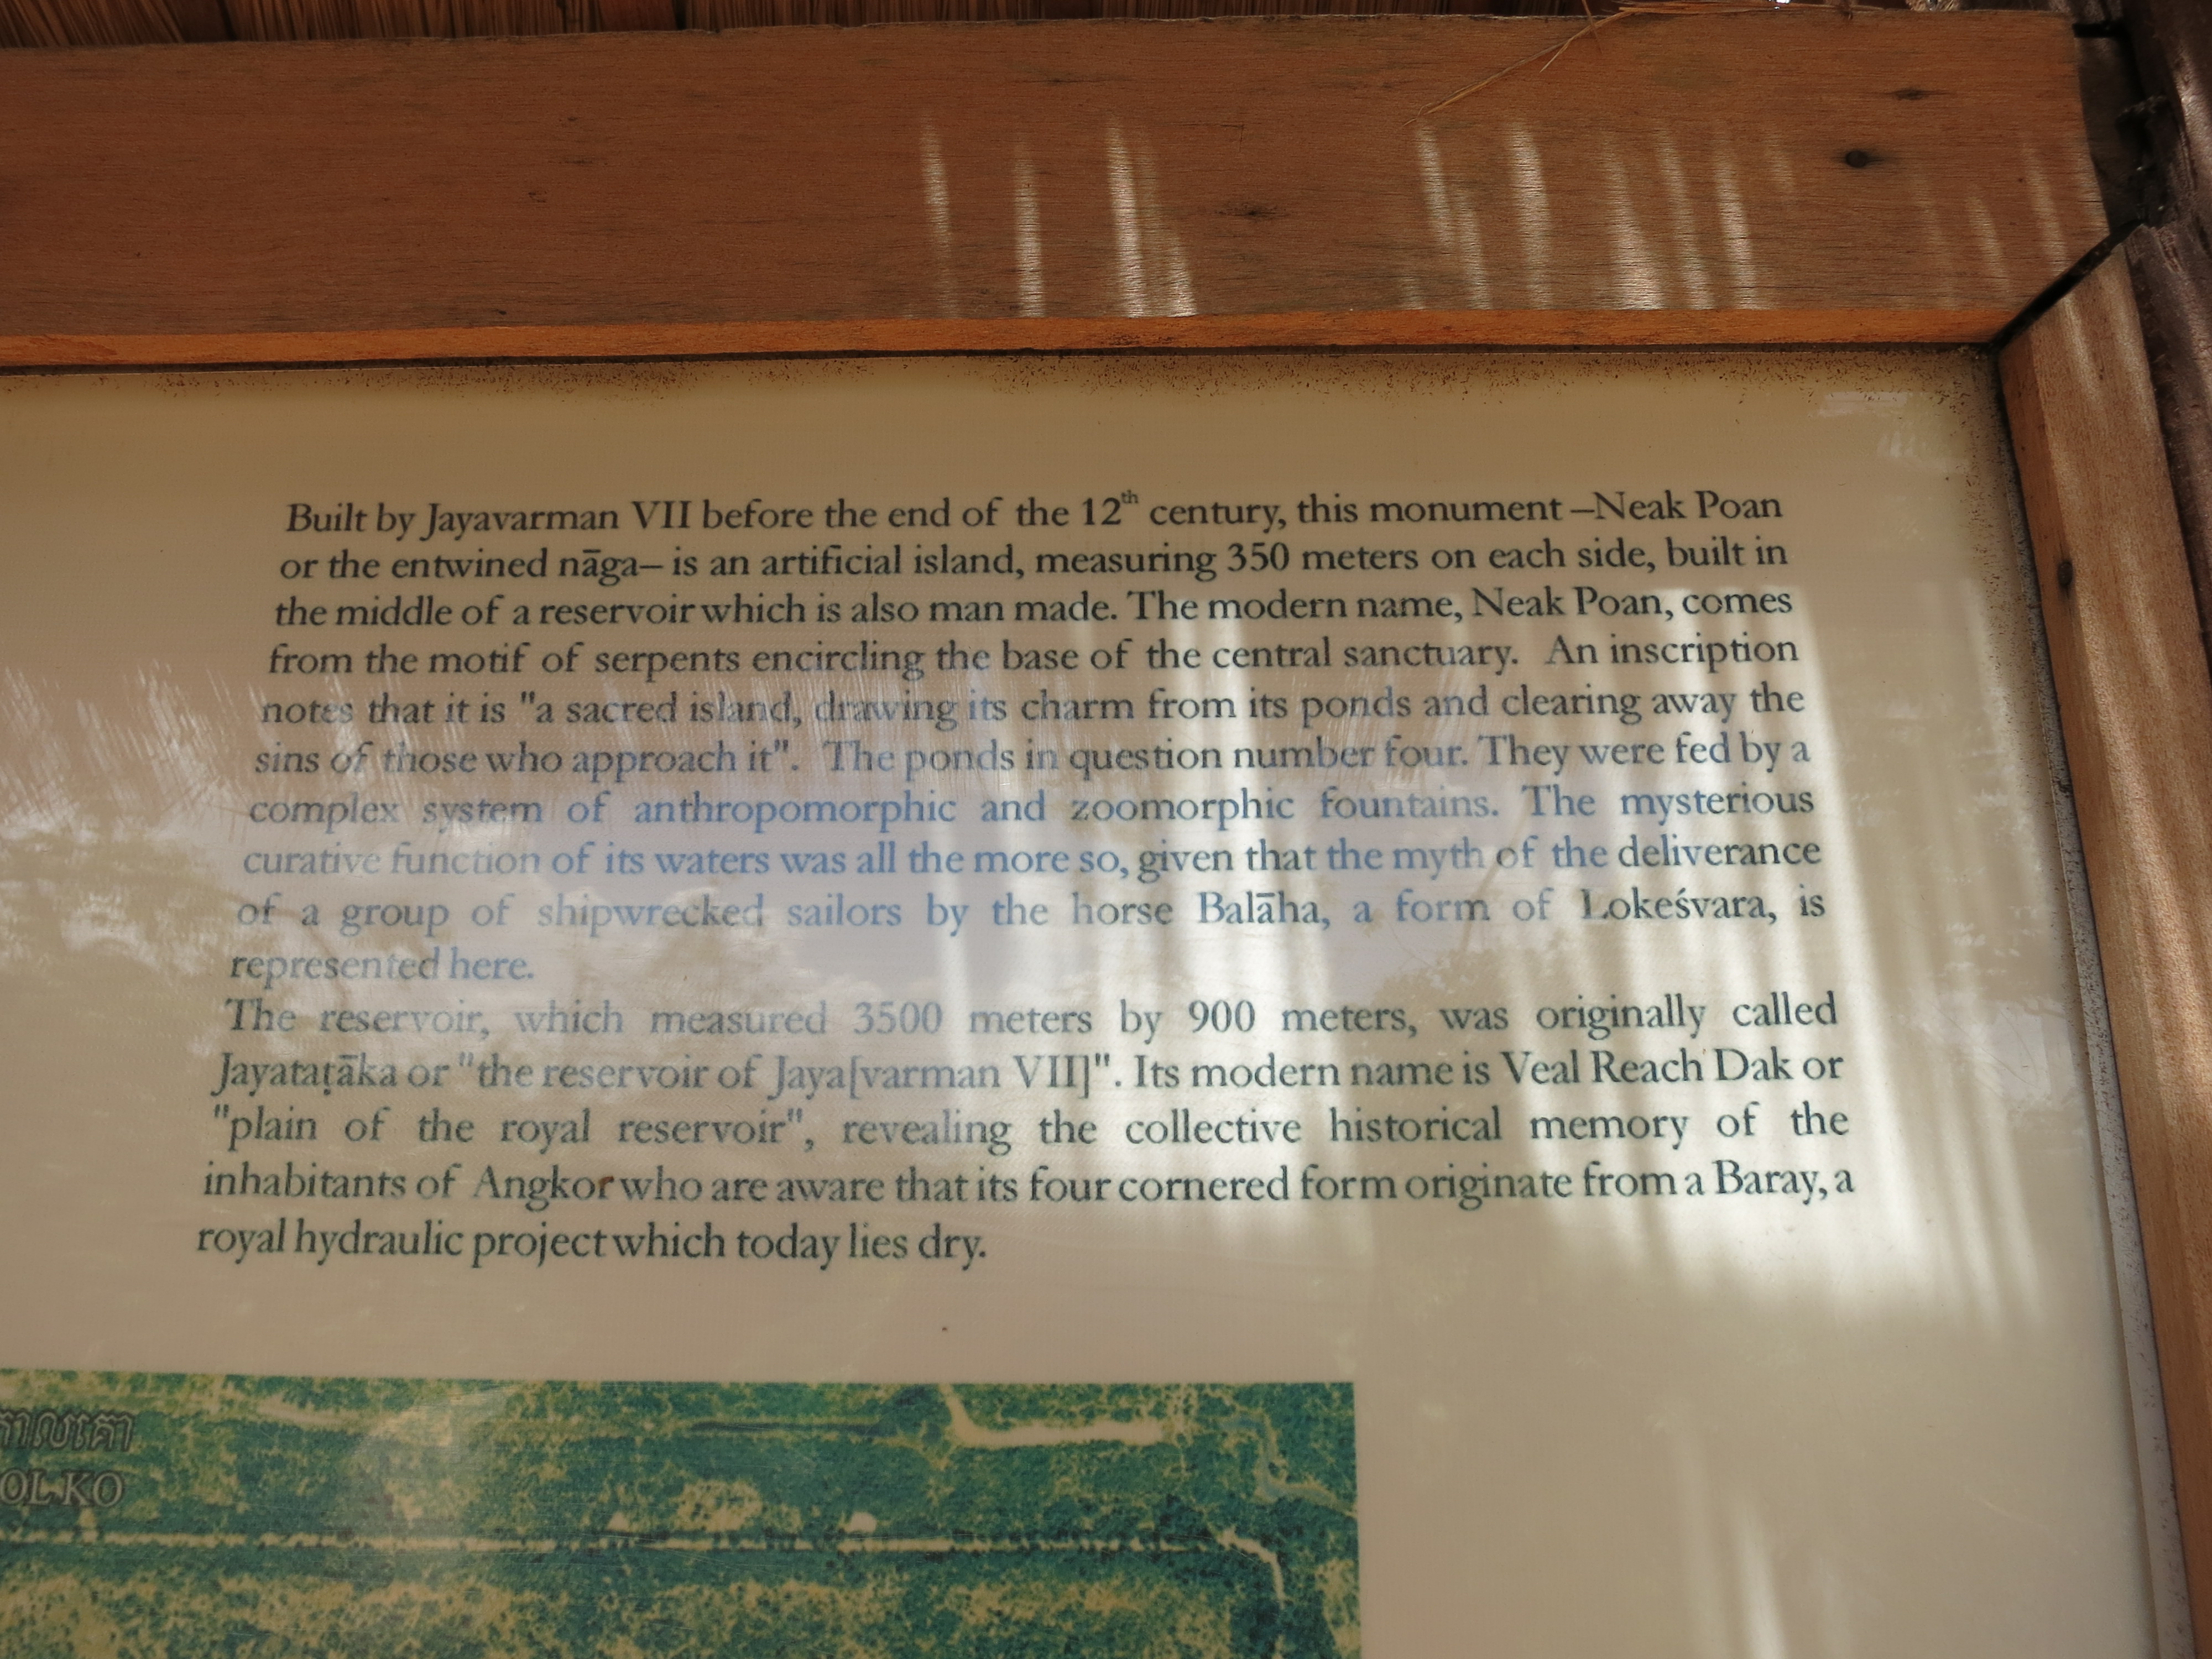 Built by Jayavarman VII before the end of the 12th century, this monument –Neak Poan
or the entwined nāga– is an artificial island, measuring 350 meters on each side, built in
the middle of a reservoir which is also man made. The modern name, Neak Poan, comes
from the motif of serpents encircling the base of the central sanctuary. An inscription
notes that it is "a sacred island, drawing its charm from its ponds and clearing away the
sins of those who approach it". The ponds in question number four. They were fed by a
complex system of anthropomorphic and zoomorphic fountains. The mysterious
curative function of its waters was all the more so, given that the myth of the deliverance
of a group of shipwrecked sailors by the horse Balāha, a form of Lokeśvara, is
represented here.
The reservoir, which measured 3500 meters by 900 meters, was originally called
Jayataṭāka or "the reservoir of Jaya[varman VII]". Its modern name is Veal Reach Dak or
"plain of the royal reservoir", revealing the collective historical memory of the
inhabitants of Angkor who are aware that its four cornered form originate from a Baray, a
royal hydraulic project which today lies dry.
OL KO